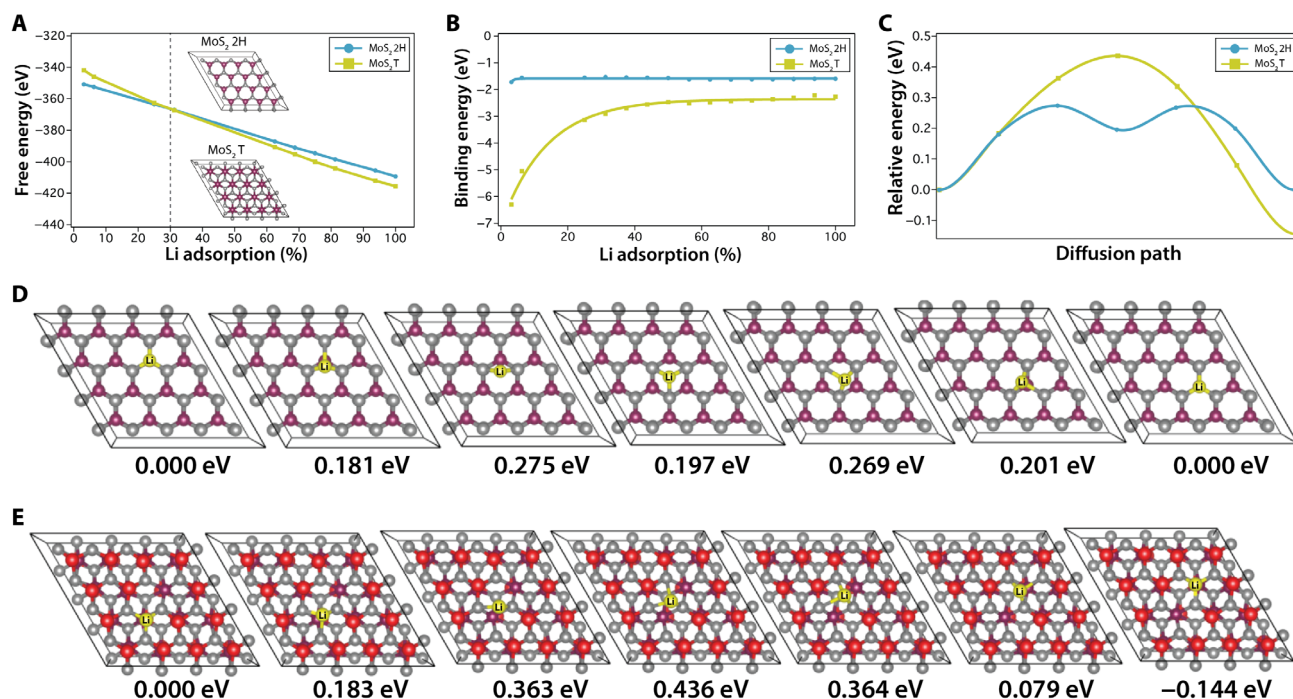 A
Free energy (eV)
−320
−340
−360
−380
−400
−420
−440
0 10 20 30 40 50 60 70 80 90 100
Li adsorption (%)
MoS2 2H
MoS2 T
MoS2 2H
MoS2 T
B
Binding energy (eV)
0
−1
−2
−3
−4
−5
−6
−7
0 20 40 60 80 100
Li adsorption (%)
MoS2 2H
MoS2 T
C
Relative energy (eV)
0.5
0.4
0.3
0.2
0.0
−0.1
Diffusion path
MoS2 2H
MoS2 T
D
Li Li Li Li Li Li Li
0.000 eV 0.181 eV 0.275 eV 0.197 eV 0.269 eV 0.201 eV 0.000 eV
E
Li Li Li Li Li Li Li
0.000 eV 0.183 eV 0.363 eV 0.436 eV 0.364 eV 0.079 eV −0.144 eV